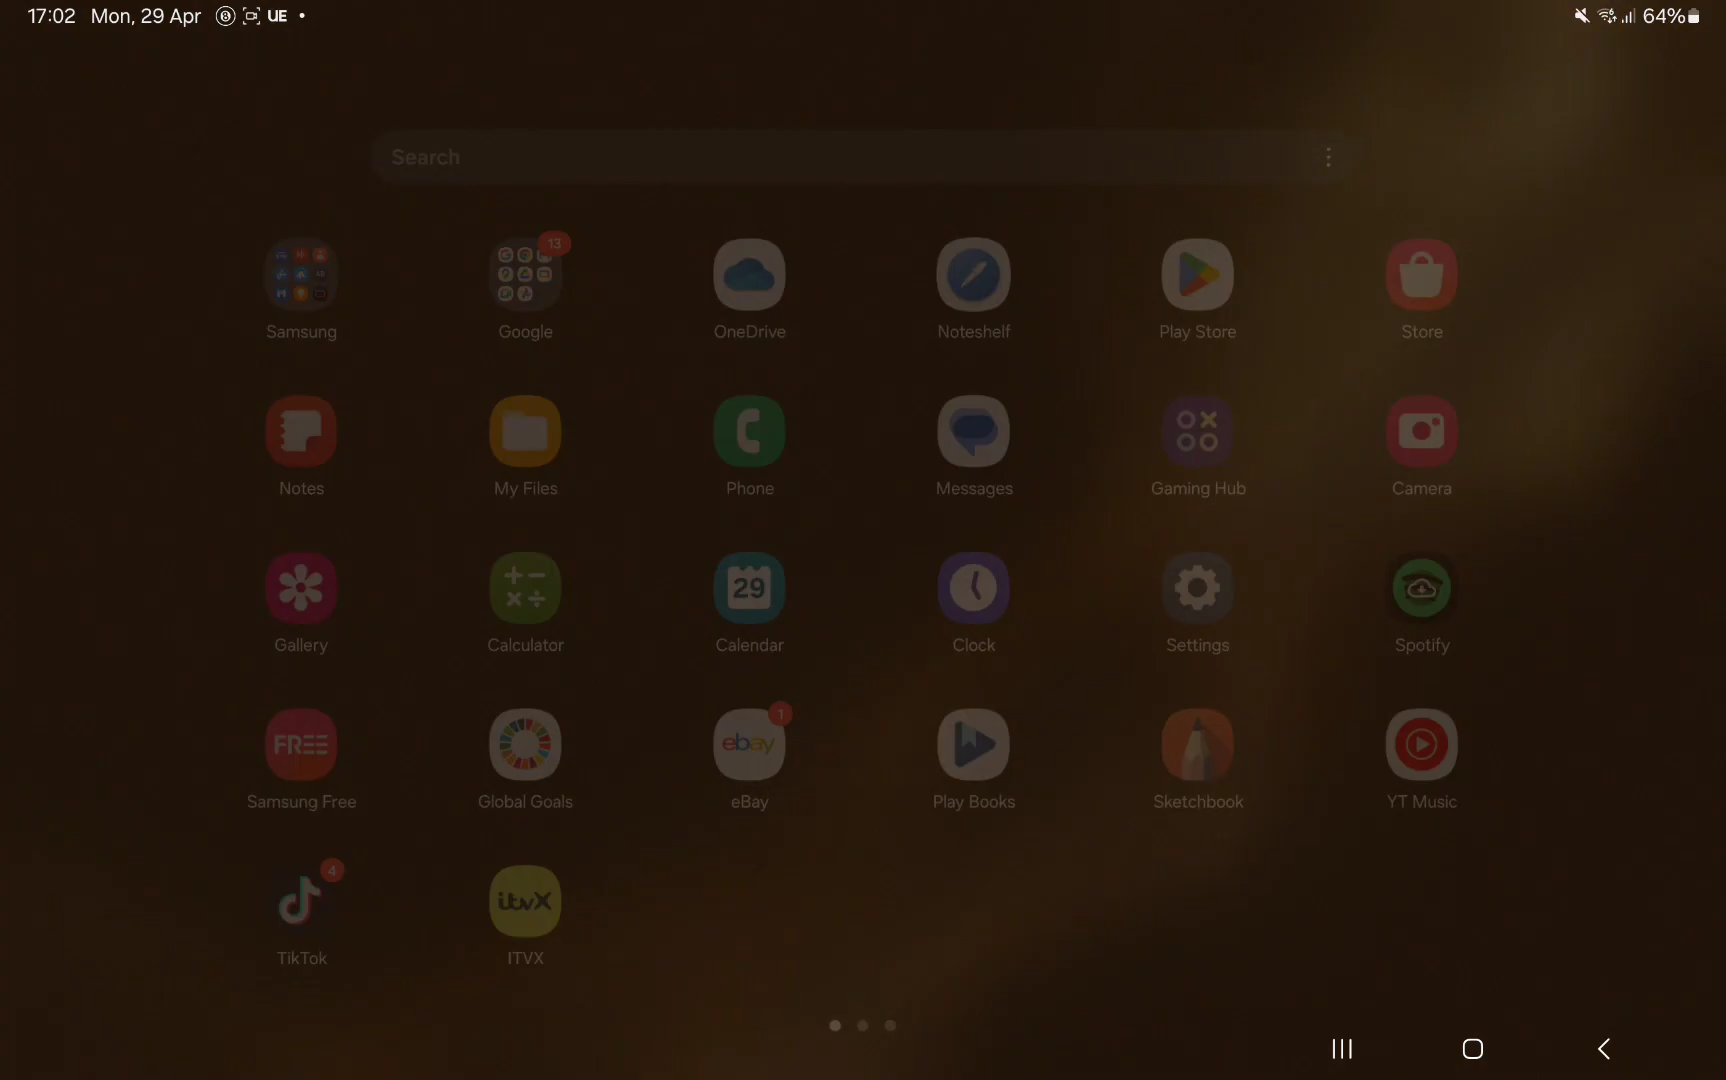 17:02 Mon, 29 Apr UE 64%
Search
13
Samsung Google OneDrive Noteshelf Play Store Store
Notes My Files Phone Messages Gaming Hub Camera
29
Gallery Calculator Calendar Clock Settings Spotify
1
FREE ebay
Samsung Free Global Goals eBay Play Books Sketchbook YT Music
4
itvX
TikTok ITVX